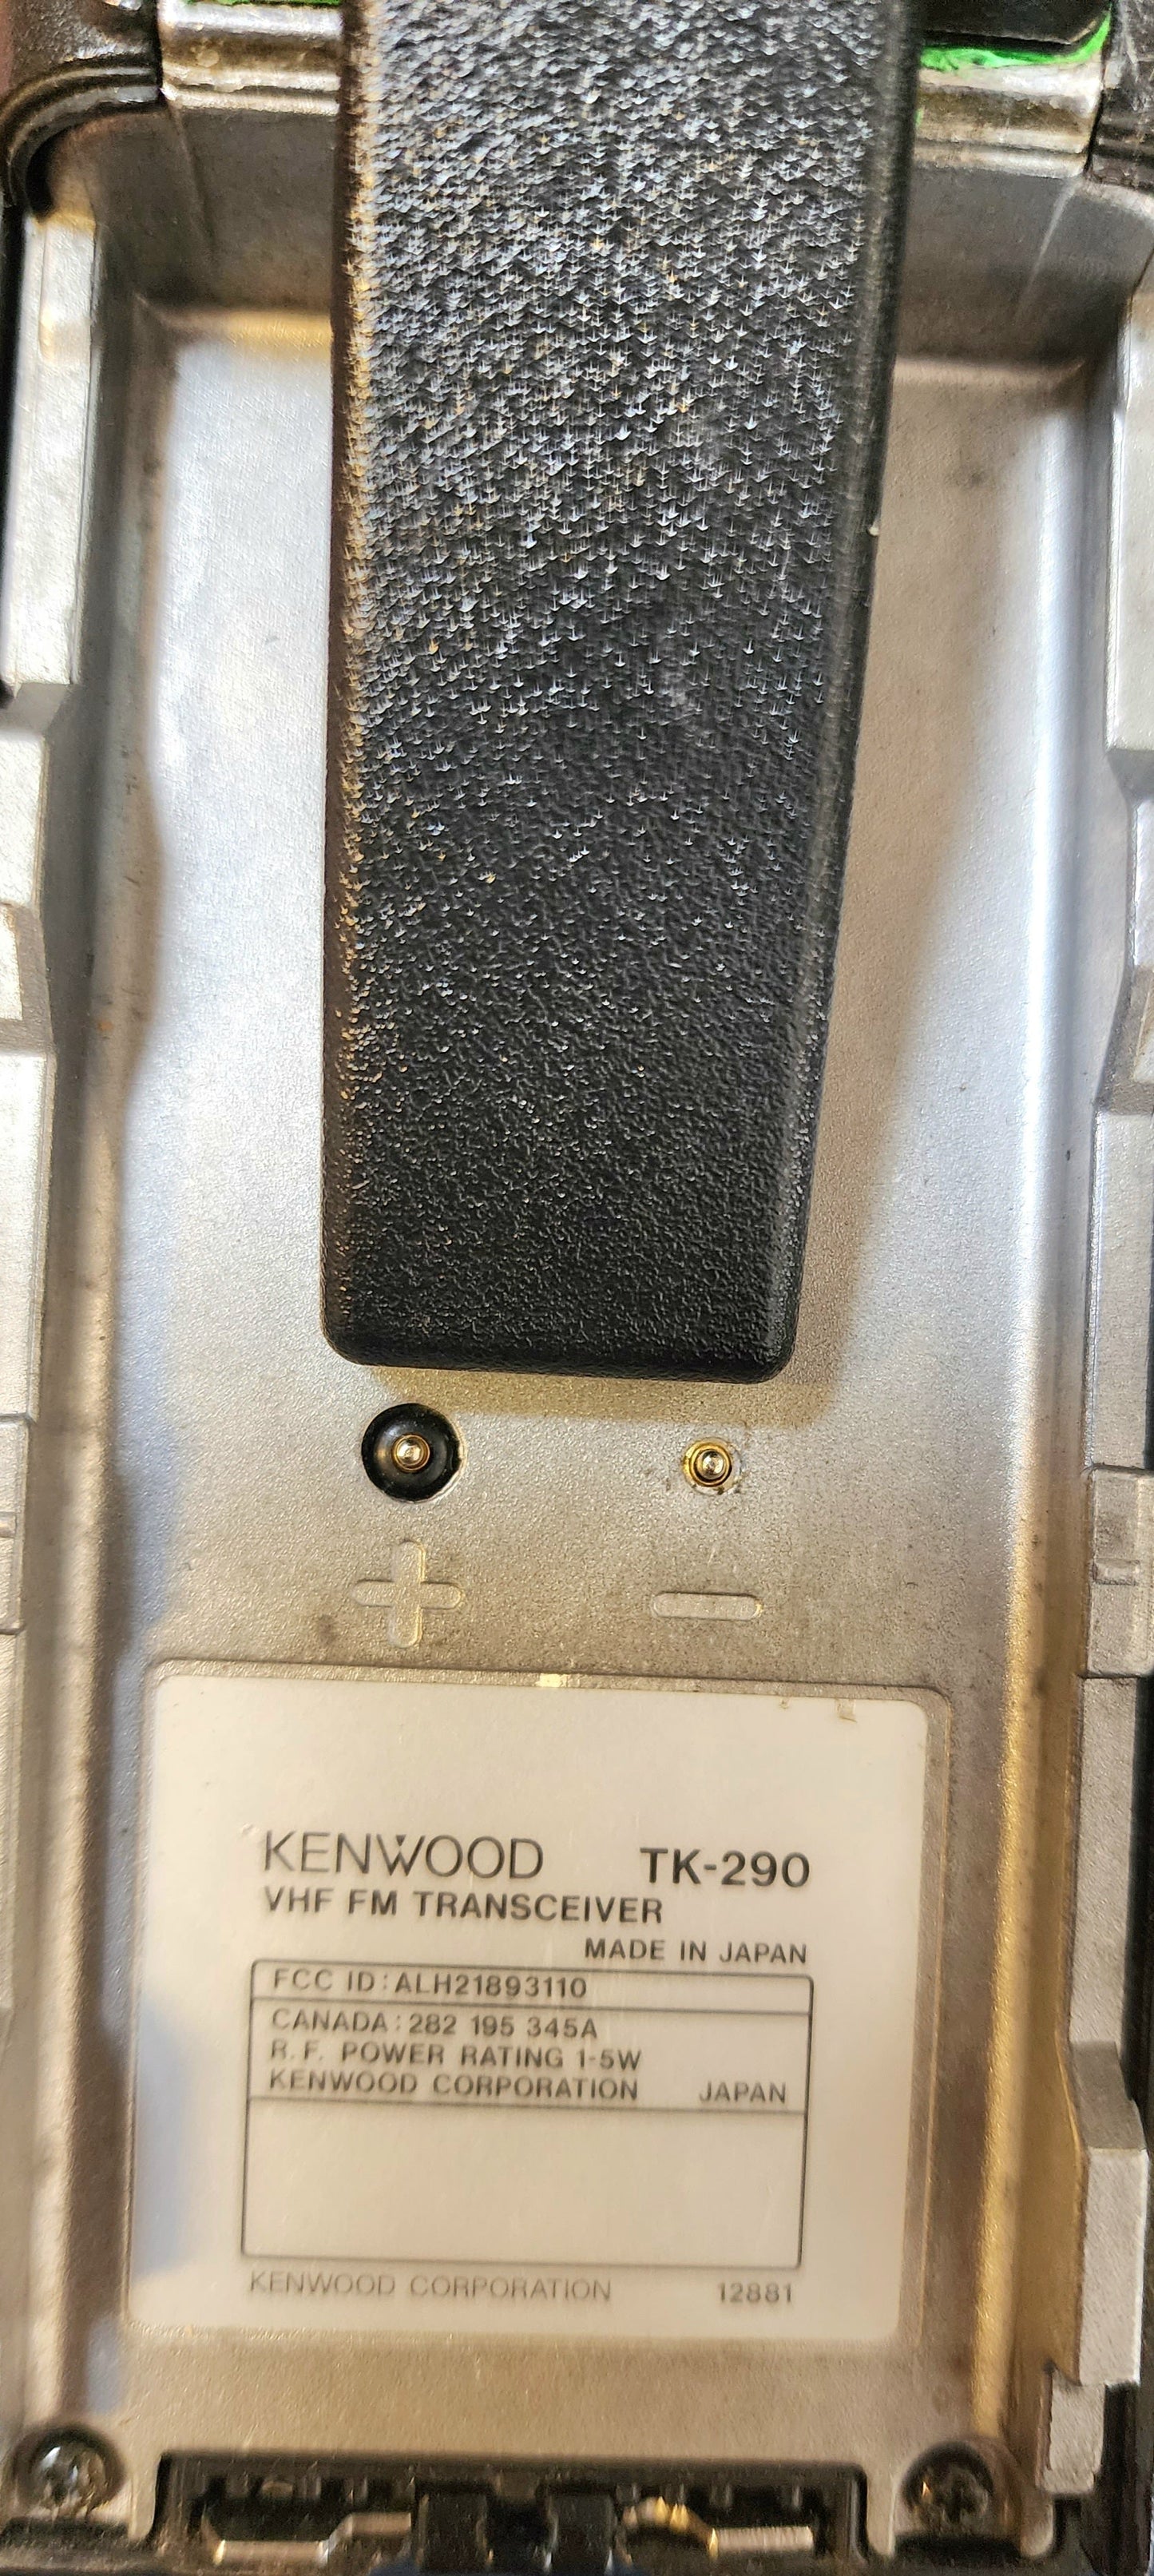 + −
KENWOOD TK-290
VHF FM TRANSCEIVER
MADE IN JAPAN
FCC ID:ALH21893110
CANADA:282 195 345A
R.F. POWER RATING 1-5W
KENWOOD CORPORATION JAPAN
KENWOOD CORPORATION 12881